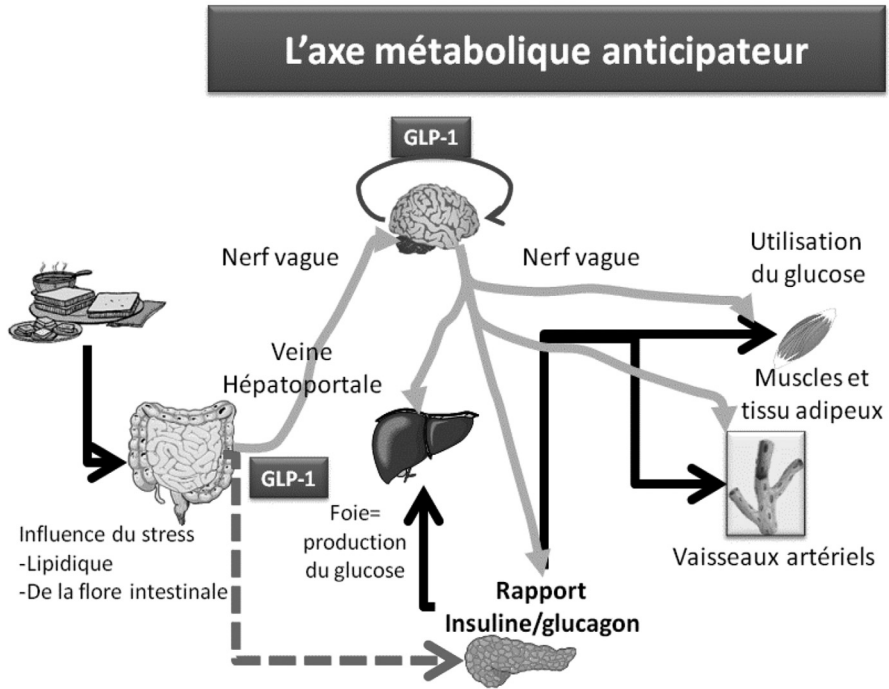 L'axe métabolique anticipateur
GLP-1
Nerf vague
Nerf vague
Utilisation
du glucose
Veine
Hépatoportale
Muscles et
tissu adipeux
GLP-1
Influence du stress
-Lipidique
-De la flore intestinale
Foie=
production
du glucose
Vaisseaux artériels
Rapport
Insuline/glucagon